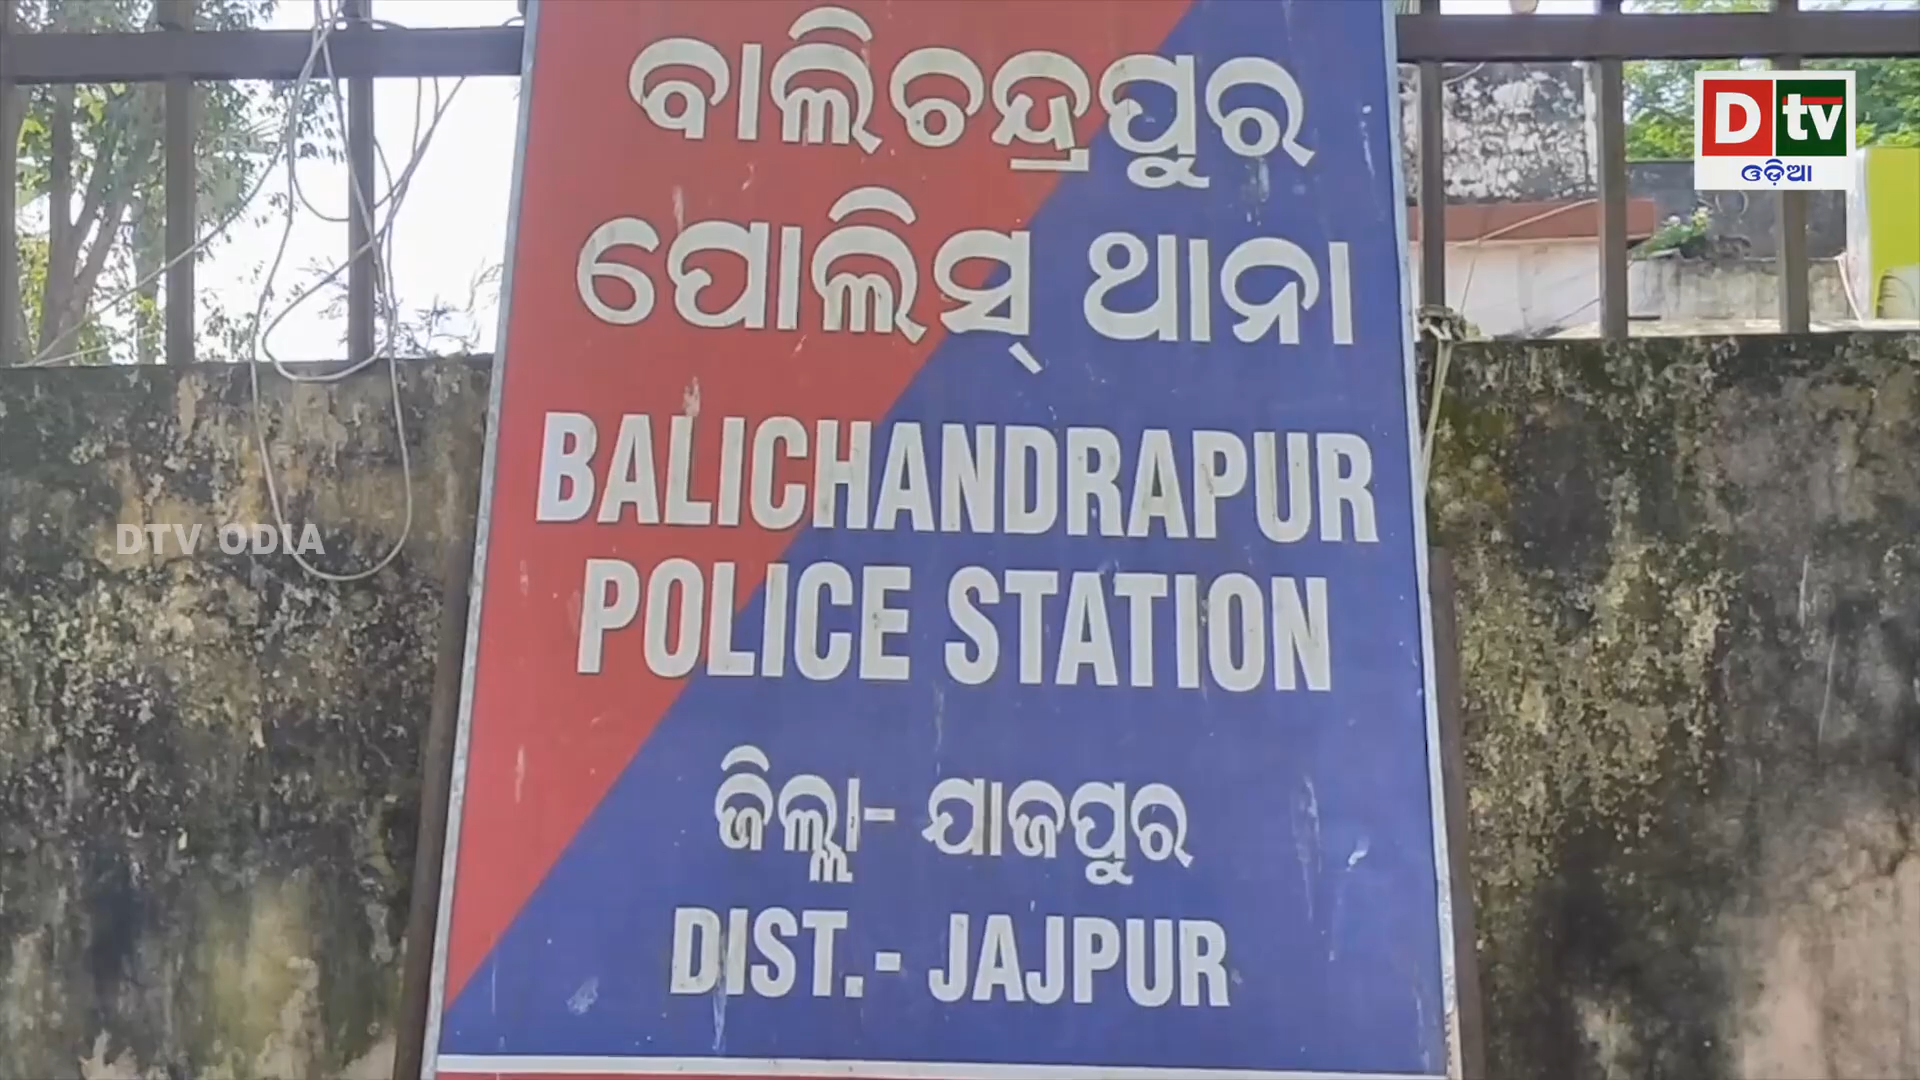 ବାଲିଚନ୍ଦ୍ରପୁର
ପୋଲିସ୍ ଥାନା
BALICHANDRAPUR
POLICE STATION
ଜିଲ୍ଲା- ଯାଜପୁର
DIST.- JAJPUR
D tv
ଓଡ଼ିଆ
DTV ODIA